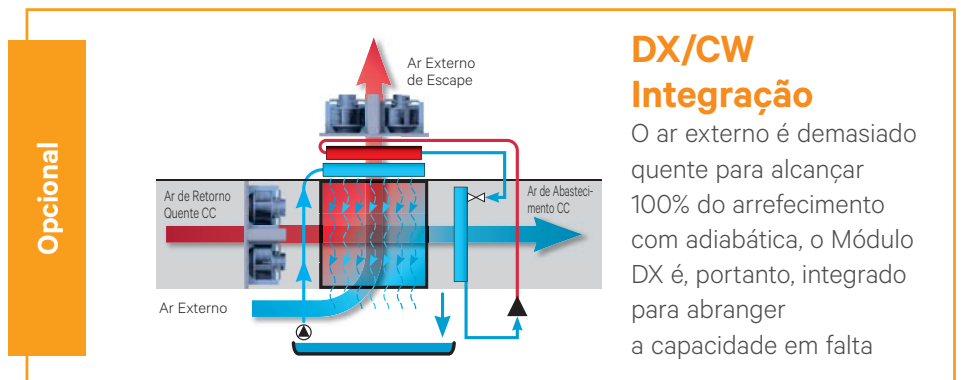 Opcional
Ar Externo
de Escape
Ar de Retorno
Quente CC
Ar de Abasteci-
mento CC
Ar Externo
DX/CW
Integração
O ar externo é demasiado
quente para alcançar
100% do arrefecimento
com adiabática, o Módulo
DX é, portanto, integrado
para abranger
a capacidade em falta